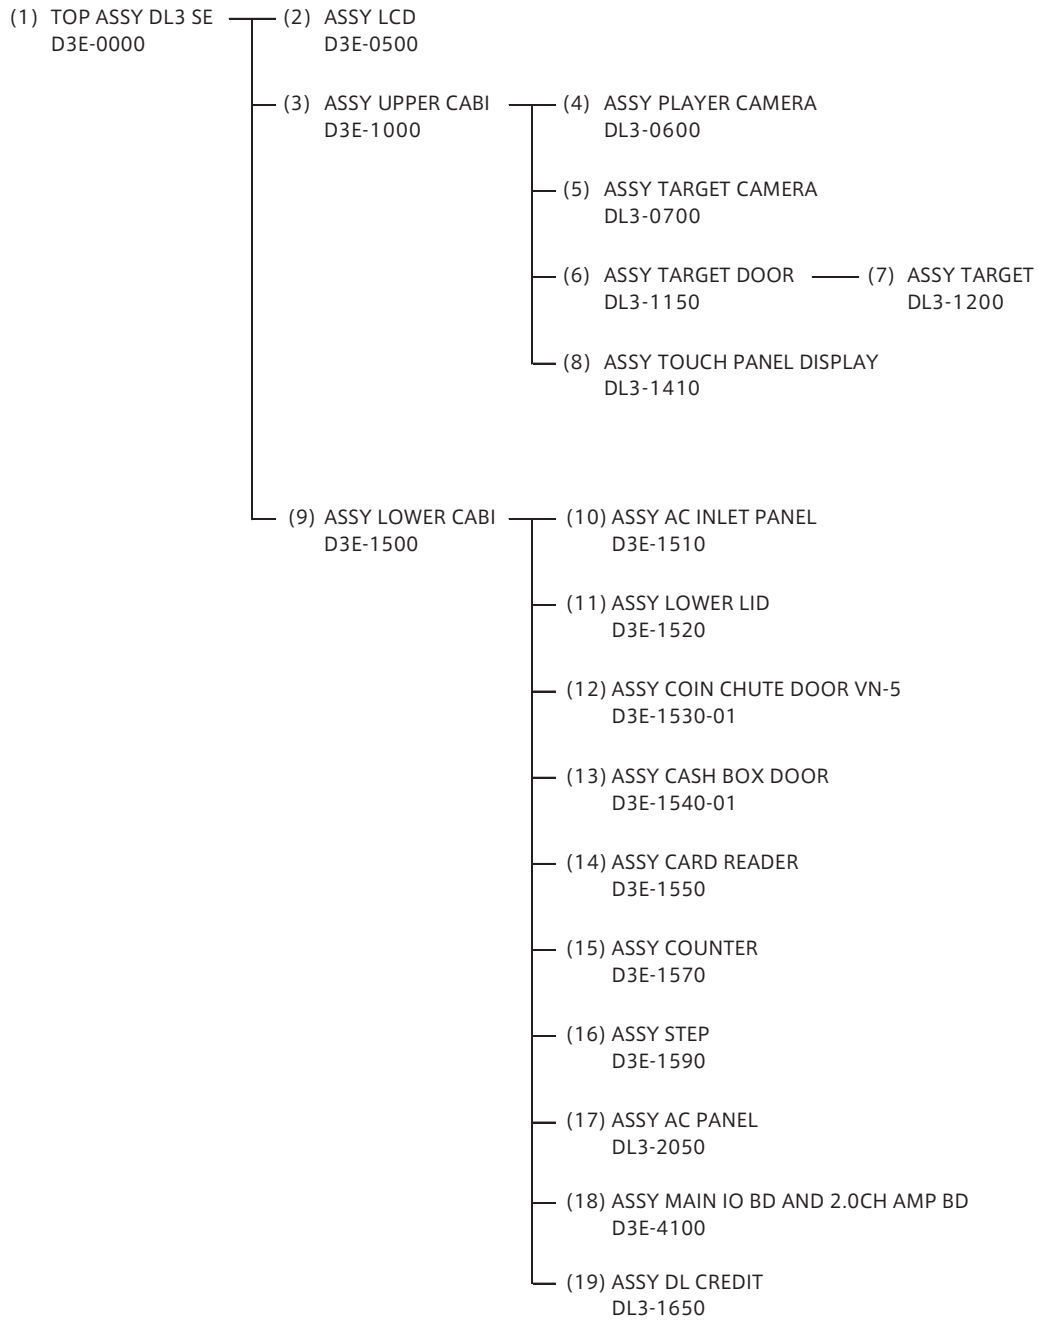 (1) TOP ASSY DL3 SE
D3E-0000
(2) ASSY LCD
D3E-0500
(3) ASSY UPPER CABI
D3E-1000
(4) ASSY PLAYER CAMERA
DL3-0600
(5) ASSY TARGET CAMERA
DL3-0700
(6) ASSY TARGET DOOR
DL3-1150
(7) ASSY TARGET
DL3-1200
(8) ASSY TOUCH PANEL DISPLAY
DL3-1410
(9) ASSY LOWER CABI
D3E-1500
(10) ASSY AC INLET PANEL
D3E-1510
(11) ASSY LOWER LID
D3E-1520
(12) ASSY COIN CHUTE DOOR VN-5
D3E-1530-01
(13) ASSY CASH BOX DOOR
D3E-1540-01
(14) ASSY CARD READER
D3E-1550
(15) ASSY COUNTER
D3E-1570
(16) ASSY STEP
D3E-1590
(17) ASSY AC PANEL
DL3-2050
(18) ASSY MAIN IO BD AND 2.0CH AMP BD
D3E-4100
(19) ASSY DL CREDIT
DL3-1650